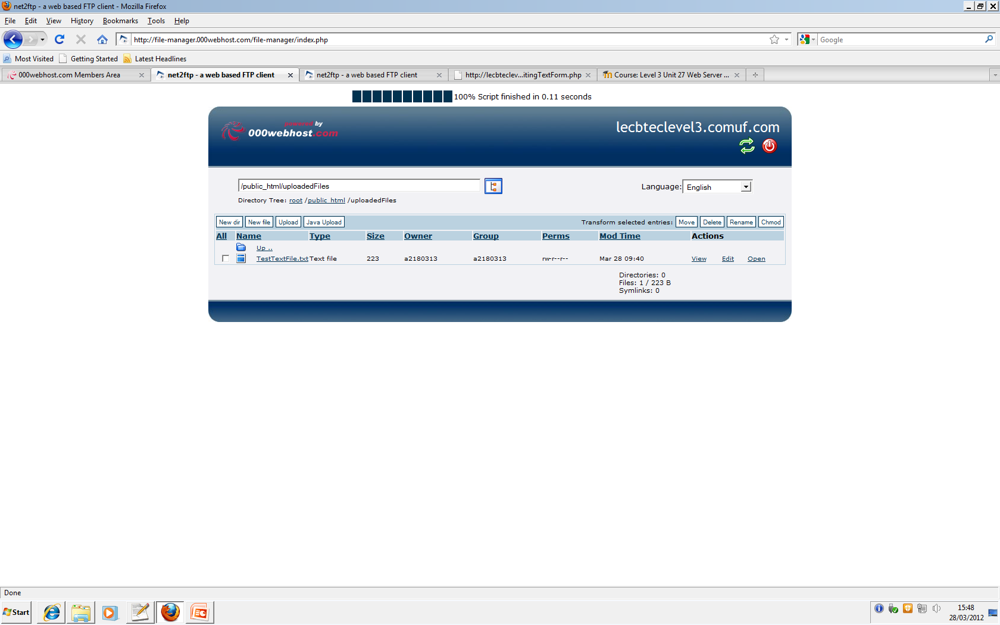 net2ftp - a web based FTP client - Mozilla Firefox
File Edit View History Bookmarks Tools Help
http://file-manager.000webhost.com/file-manager/index.php
Google
Most Visited Getting Started Latest Headlines
000webhost.com Members Area
net2ftp - a web based FTP client
net2ftp - a web based FTP client
http://lecbteclev...itingTextForm.php
Course: Level 3 Unit 27 Web Server ...
100% Script finished in 0.11 seconds
powered by
000webhost.com
lecbteclevel3.comuf.com
/public_html/uploadedFiles
Language: English
Directory Tree: root /public_html /uploadedFiles
New dir New file Upload Java Upload Transform selected entries: Move Delete Rename Chmod
All Name Type Size Owner Group Perms Mod Time Actions
Up ..
TestTextFile.txt Text file 223 a2180313 a2180313 rw-r--r-- Mar 28 09:40 View Edit Open
Directories: 0
Files: 1 / 223 B
Symlinks: 0
Done
Start
15:48
28/03/2012